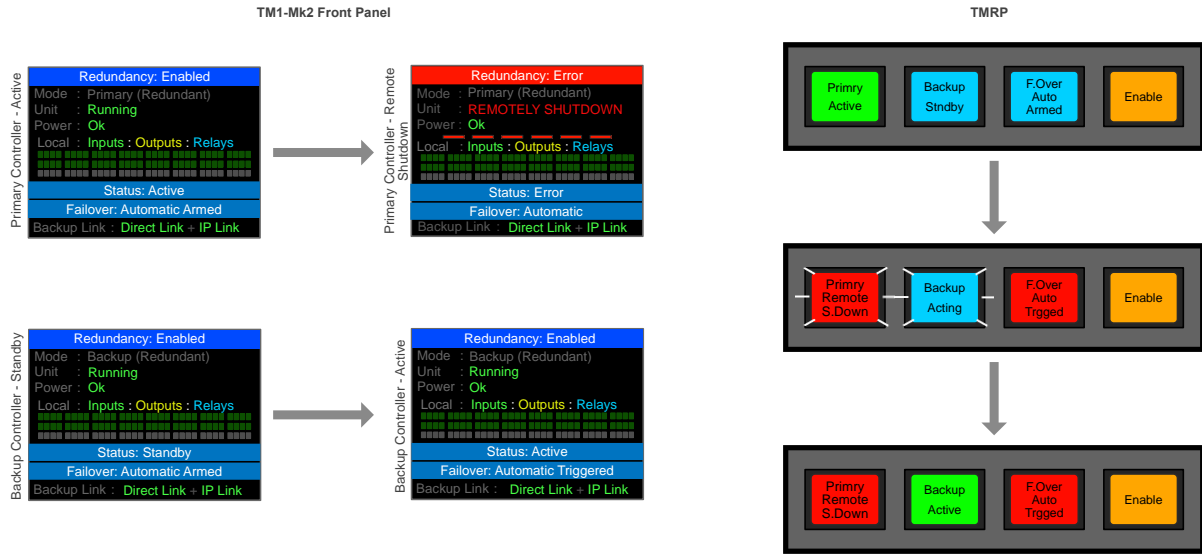 TM1-Mk2 Front Panel
TMRP
Primary Controller - Active
Redundancy: Enabled
Mode : Primary (Redundant)
Unit : Running
Power : Ok
Local : Inputs : Outputs : Relays
Status: Active
Failover: Automatic Armed
Backup Link : Direct Link + IP Link
Primary Controller - Remote
Shutdown
Redundancy: Error
Mode : Primary (Redundant)
Unit : REMOTELY SHUTDOWN
Power : Ok
Local : Inputs : Outputs : Relays
Status: Error
Failover: Automatic
Backup Link : Direct Link + IP Link
Backup Controller - Standby
Redundancy: Enabled
Mode : Backup (Redundant)
Unit : Running
Power : Ok
Local : Inputs : Outputs : Relays
Status: Standby
Failover: Automatic Armed
Backup Link : Direct Link + IP Link
Backup Controller - Active
Redundancy: Enabled
Mode : Backup (Redundant)
Unit : Running
Power : Ok
Local : Inputs : Outputs : Relays
Status: Active
Failover: Automatic Triggered
Backup Link : Direct Link + IP Link
Primry
Active
Backup
Stndby
F.Over
Auto
Armed
Enable
Primry
Remote
S.Down
Backup
Acting
F.Over
Auto
Trgged
Enable
Primry
Remote
S.Down
Backup
Active
F.Over
Auto
Trgged
Enable